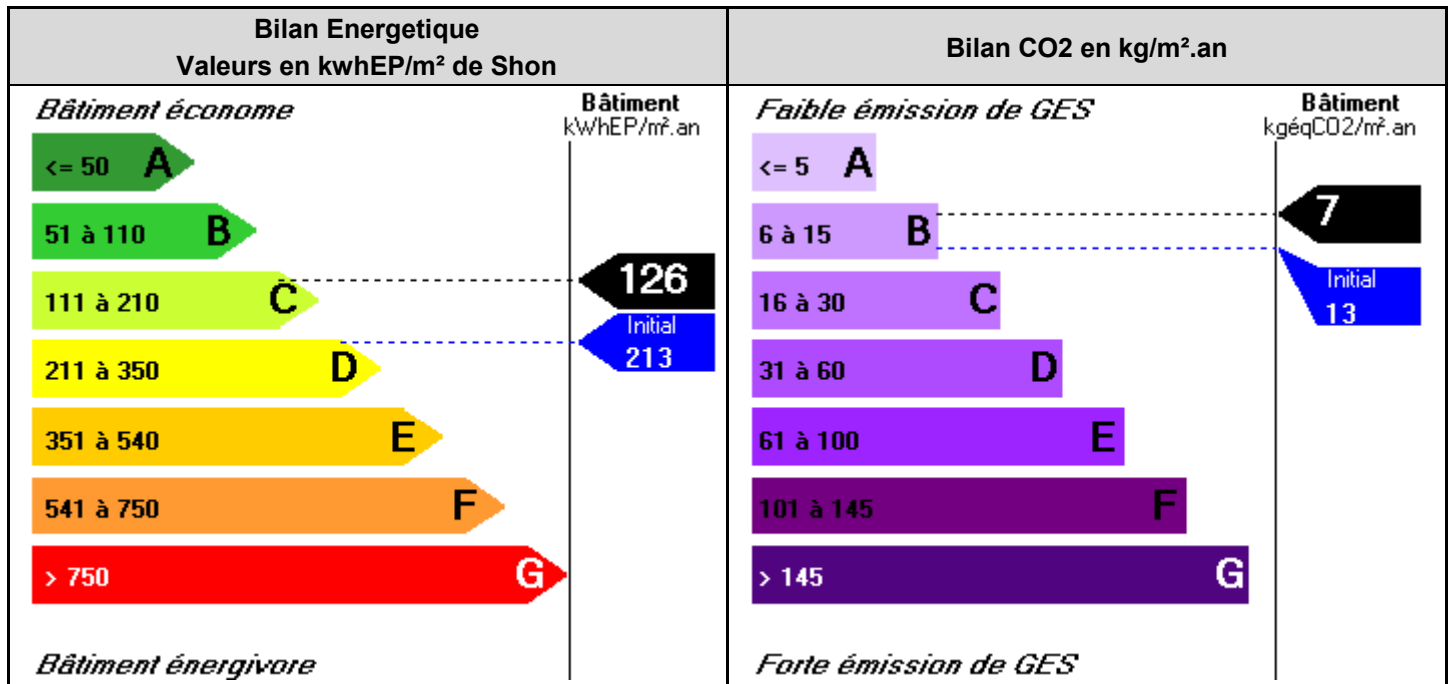 Bilan Energetique
Valeurs en kwhEP/m² de Shon
Bâtiment économe
Bâtiment
kWhEP/m².an
<= 50 A
51 à 110 B
111 à 210 C
126
Initial
213
211 à 350 D
351 à 540 E
541 à 750 F
> 750 G
Bâtiment énergivore
Bilan CO2 en kg/m².an
Faible émission de GES
Bâtiment
kgéqCO2/m².an
<= 5 A
6 à 15 B
7
Initial
13
16 à 30 C
31 à 60 D
61 à 100 E
101 à 145 F
> 145 G
Forte émission de GES